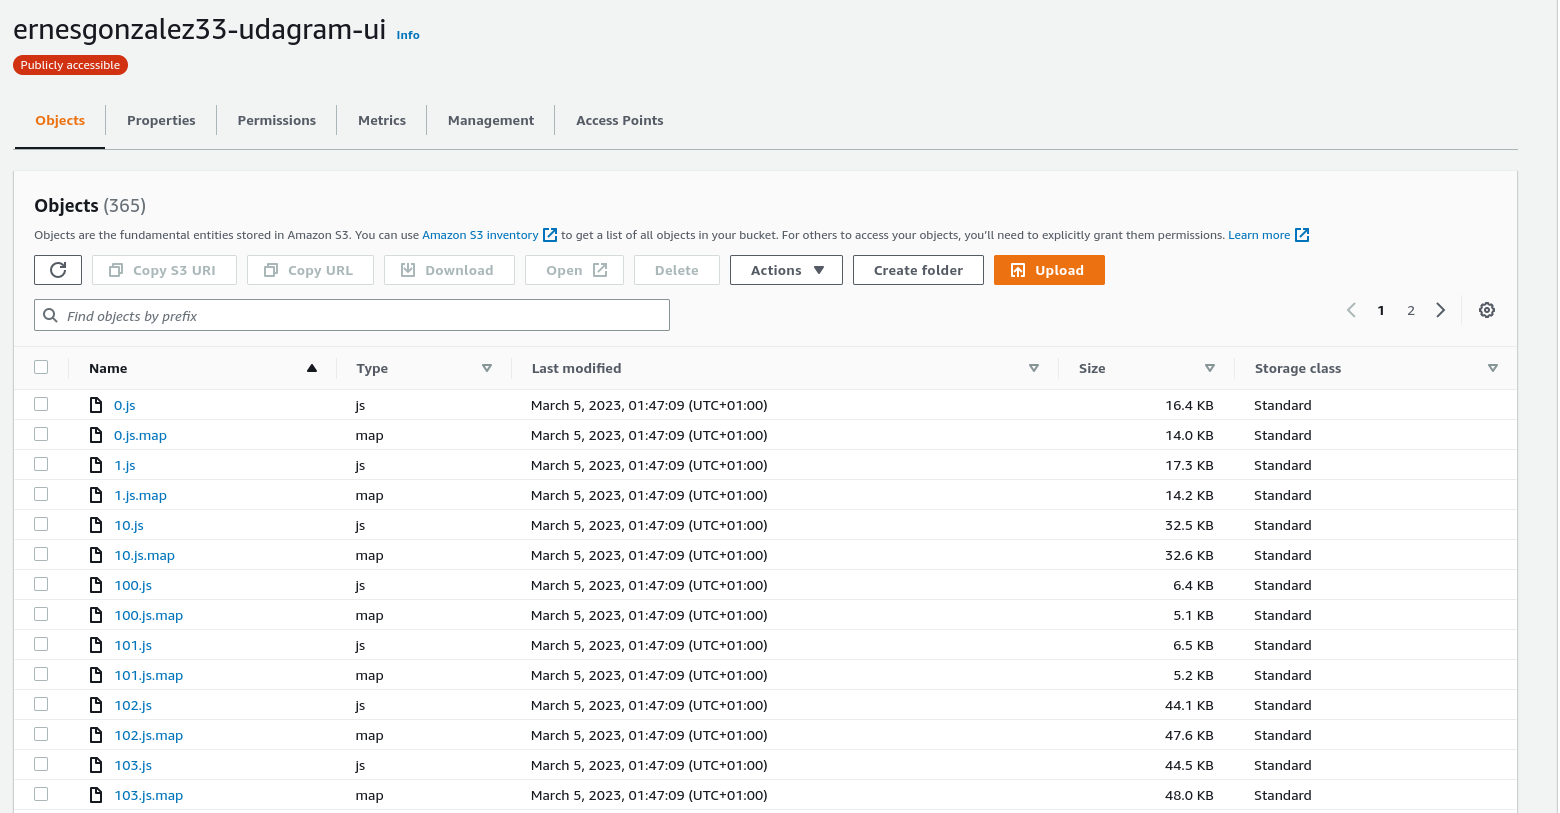 ernesgonzalez33-udagram-ui Info
Publicly accessible
Objects Properties Permissions Metrics Management Access Points
Objects (365)
Objects are the fundamental entities stored in Amazon S3. You can use Amazon S3 inventory to get a list of all objects in your bucket. For others to access your objects, you’ll need to explicitly grant them permissions. Learn more
Copy S3 URI Copy URL Download Open Delete Actions Create folder Upload
Find objects by prefix 1 2
Name Type Last modified Size Storage class
0.js js March 5, 2023, 01:47:09 (UTC+01:00) 16.4 KB Standard
0.js.map map March 5, 2023, 01:47:09 (UTC+01:00) 14.0 KB Standard
1.js js March 5, 2023, 01:47:09 (UTC+01:00) 17.3 KB Standard
1.js.map map March 5, 2023, 01:47:09 (UTC+01:00) 14.2 KB Standard
10.js js March 5, 2023, 01:47:09 (UTC+01:00) 32.5 KB Standard
10.js.map map March 5, 2023, 01:47:09 (UTC+01:00) 32.6 KB Standard
100.js js March 5, 2023, 01:47:09 (UTC+01:00) 6.4 KB Standard
100.js.map map March 5, 2023, 01:47:09 (UTC+01:00) 5.1 KB Standard
101.js js March 5, 2023, 01:47:09 (UTC+01:00) 6.5 KB Standard
101.js.map map March 5, 2023, 01:47:09 (UTC+01:00) 5.2 KB Standard
102.js js March 5, 2023, 01:47:09 (UTC+01:00) 44.1 KB Standard
102.js.map map March 5, 2023, 01:47:09 (UTC+01:00) 47.6 KB Standard
103.js js March 5, 2023, 01:47:09 (UTC+01:00) 44.5 KB Standard
103.js.map map March 5, 2023, 01:47:09 (UTC+01:00) 48.0 KB Standard